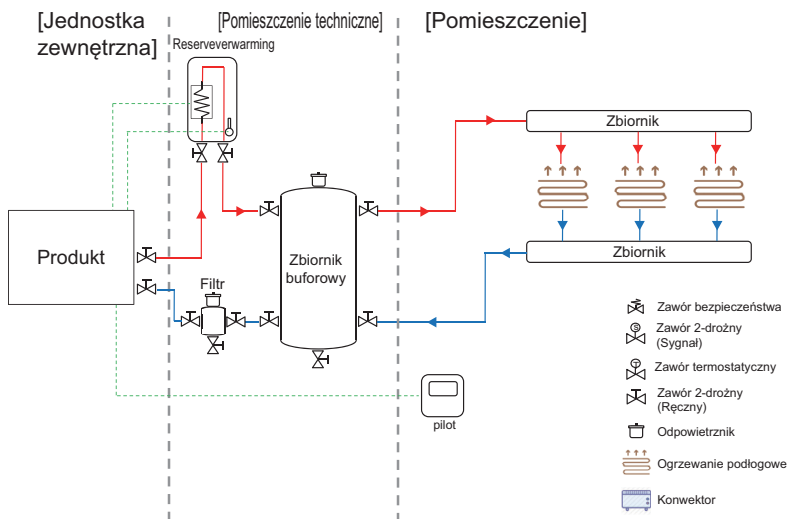 [Jednostka
zewnętrzna]
[Pomieszczenie techniczne]
[Pomieszczenie]
Reserveverwarming
Zbiornik
Produkt
Zbiornik
buforowy
Filtr
Zbiornik
pilot
Zawór bezpieczeństwa
S
Zawór 2-drożny
(Sygnał)
T
Zawór termostatyczny
Zawór 2-drożny
(Ręczny)
Odpowietrznik
Ogrzewanie podłogowe
Konwektor